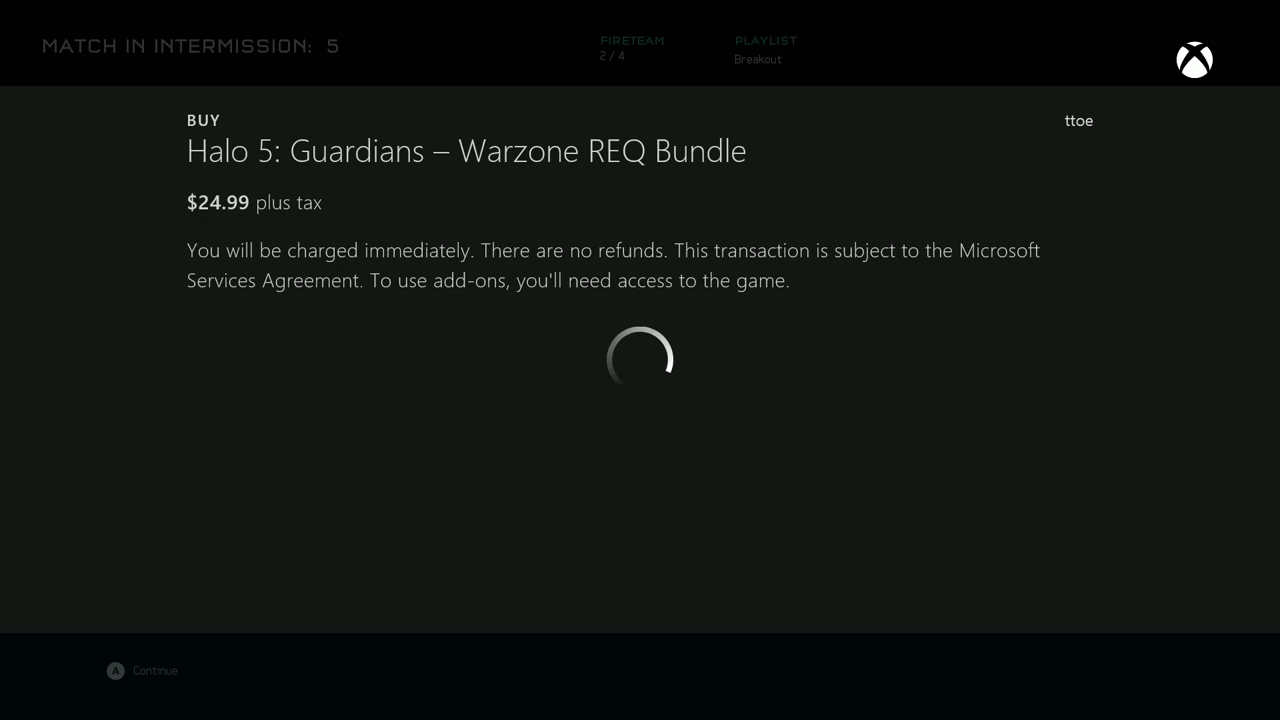 MATCH IN INTERMISSION: 5
FIRETEAM
2 / 4
PLAYLIST
Breakout
BUY
ttoe
Halo 5: Guardians – Warzone REQ Bundle
$24.99 plus tax
You will be charged immediately. There are no refunds. This transaction is subject to the Microsoft
Services Agreement. To use add-ons, you'll need access to the game.
A Continue